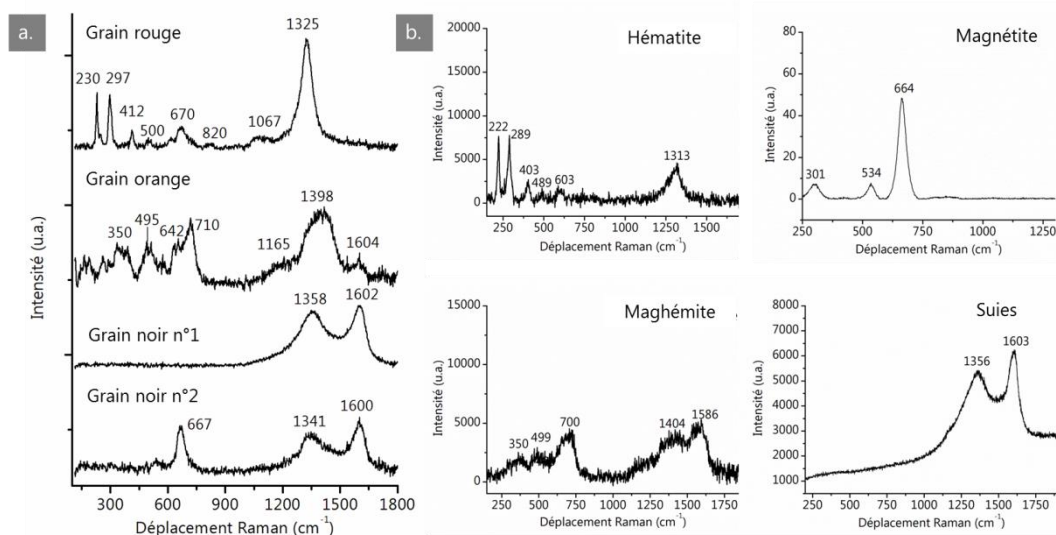 a.
Grain rouge
230
297
412
500
670
820
1067
1325
Grain orange
350
495
642
710
1165
1398
1604
Grain noir n°1
1358
1602
Grain noir n°2
667
1341
1600
Intensité (u.a.)
300 600 900 1200 1500 1800
Déplacement Raman (cm⁻¹)
b.
Hématite
20000
15000
10000
5000
0
222
289
403
489
603
1313
Intensité (u.a.)
250 500 750 1000 1250 1500
Déplacement Raman (cm⁻¹)
Magnétite
80
60
40
20
0
301
534
664
Intensité (u.a.)
250 500 750 1000 1250
Déplacement Raman (cm⁻¹)
Maghémite
15000
10000
5000
0
350
499
700
1404
1586
Intensité (u.a.)
250 500 750 1000 1250 1500 1750
Déplacement Raman (cm⁻¹)
Suies
8000
7000
6000
5000
4000
3000
2000
1000
1356
1603
Intensité (u.a.)
250 500 750 1000 1250 1500 1750
Déplacement Raman (cm⁻¹)